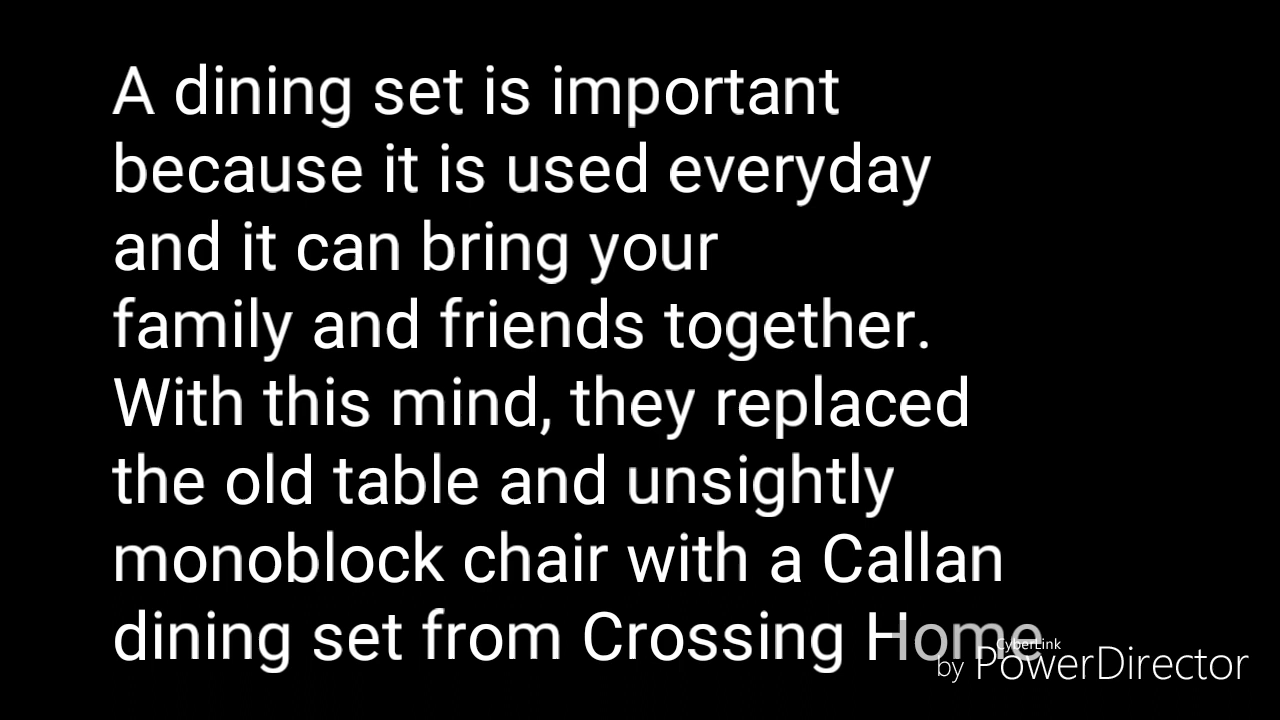 A dining set is important
because it is used everyday
and it can bring your
family and friends together.
With this mind, they replaced
the old table and unsightly
monoblock chair with a Callan
dining set from Crossing Home
CyberLink
by PowerDirector